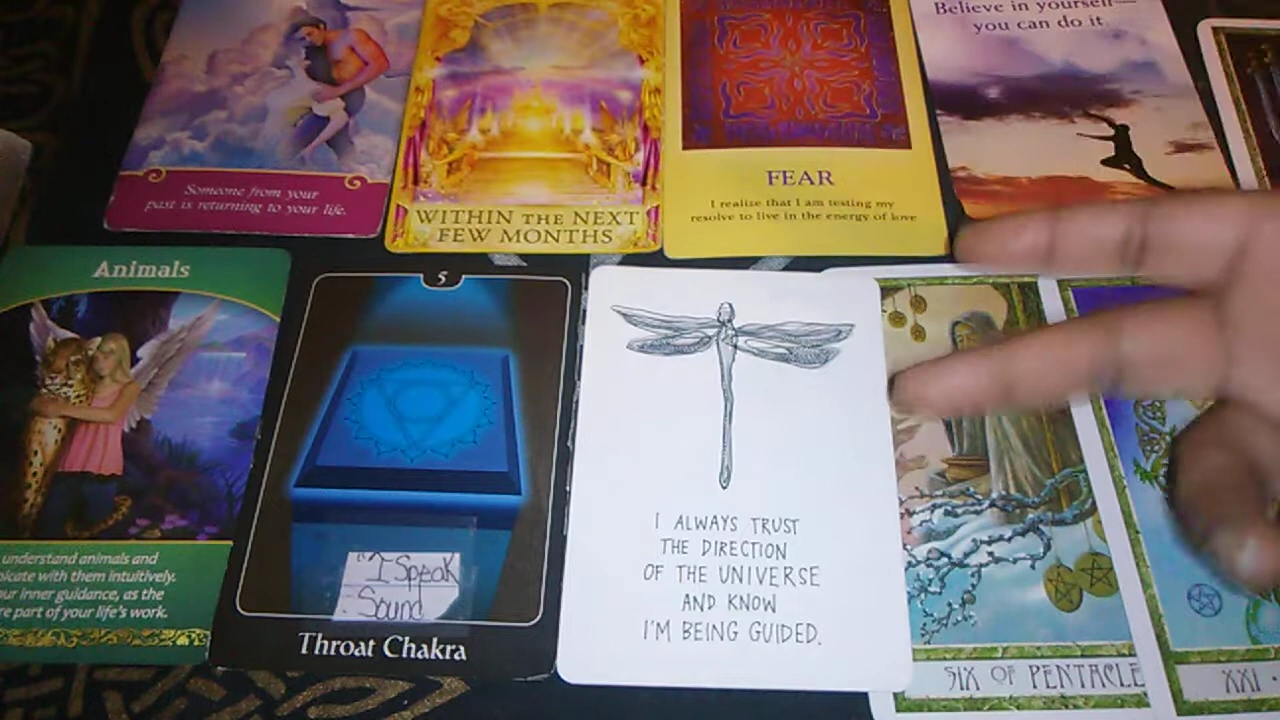 Someone from your
past is returning to your life.
WITHIN THE NEXT
FEW MONTHS
FEAR
I realize that I am testing my
resolve to live in the energy of love
Believe in yourself—
you can do it
Animals
understand animals and
with them intuitively.
inner guidance, as the
part of your life's work.
5
"I Speak
Sound
Throat Chakra
I ALWAYS TRUST
THE DIRECTION
OF THE UNIVERSE
AND KNOW
I'M BEING GUIDED.
SIX OF PENTACLE
XXI